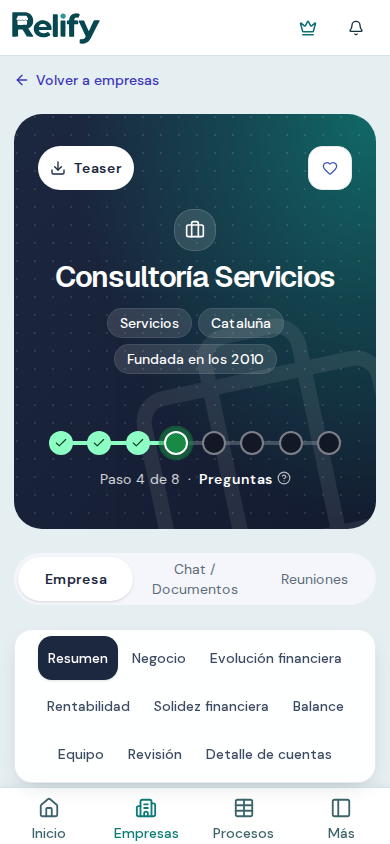 Relify
Volver a empresas
Teaser
Consultoría Servicios
Servicios
Cataluña
Fundada en los 2010
Paso 4 de 8 · Preguntas
Empresa
Chat /
Documentos
Reuniones
Resumen
Negocio
Evolución financiera
Rentabilidad
Solidez financiera
Balance
Equipo
Revisión
Detalle de cuentas
Inicio
Empresas
Procesos
Más